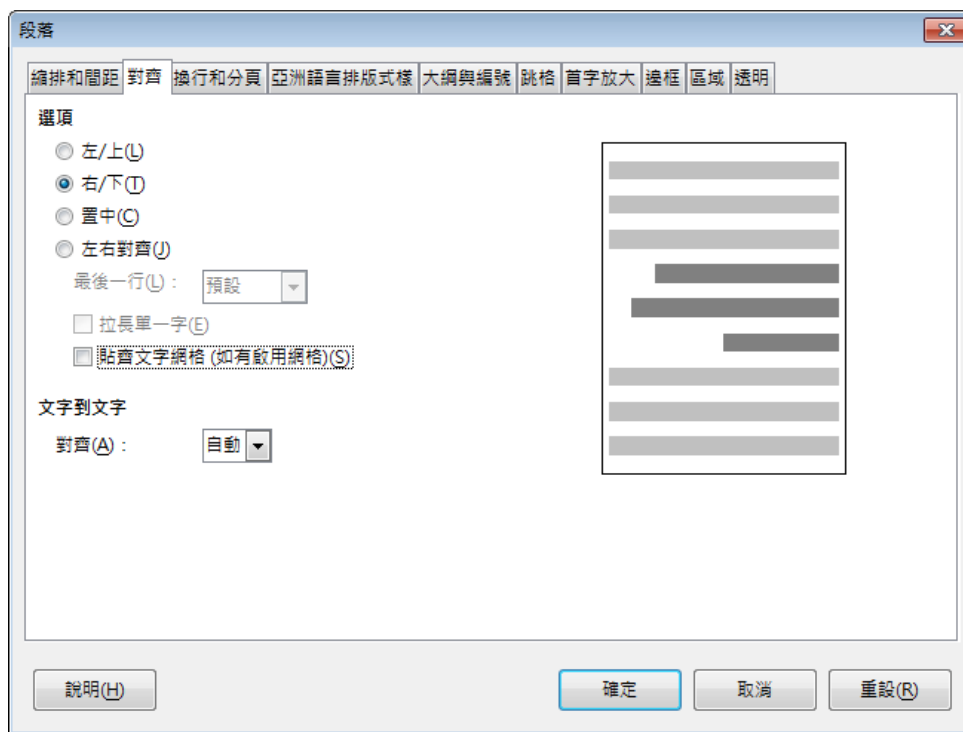 段落
縮排和間距 對齊 換行和分頁 亞洲語言排版式樣 大綱與編號 跳格 首字放大 邊框 區域 透明
選項
左/上(L)
右/下(T)
置中(C)
左右對齊(J)
最後一行(L)： 預設
拉長單一字(E)
貼齊文字網格 (如有啟用網格)(S)
文字到文字
對齊(A)： 自動
說明(H) 確定 取消 重設(R)